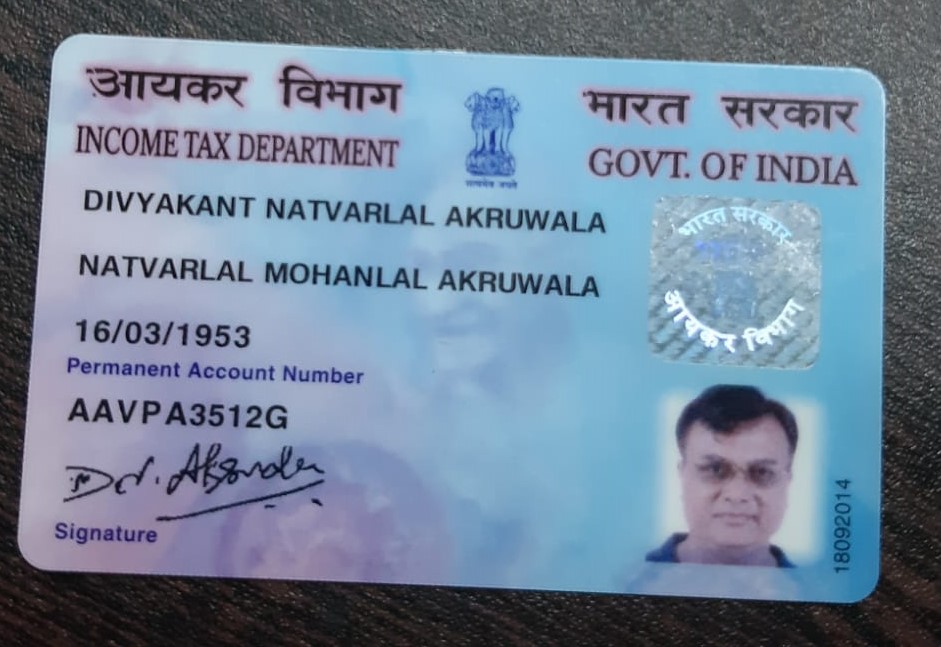 आयकर विभाग
INCOME TAX DEPARTMENT
सत्यमेव जयते
भारत सरकार
GOVT. OF INDIA
DIVYAKANT NATVARLAL AKRUWALA
NATVARLAL MOHANLAL AKRUWALA
16/03/1953
Permanent Account Number
AAVPA3512G
Signature
भारत सरकार
आयकर विभाग
18092014